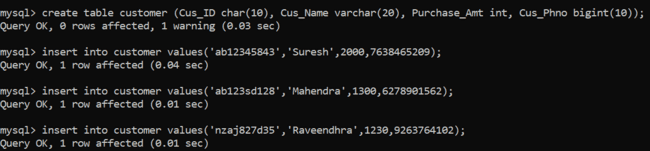 mysql> create table customer (Cus_ID char(10), Cus_Name varchar(20), Purchase_Amt int, Cus_Phno bigint(10));
Query OK, 0 rows affected, 1 warning (0.03 sec)
mysql> insert into customer values('ab12345843','Suresh',2000,7638465209);
Query OK, 1 row affected (0.04 sec)
mysql> insert into customer values('ab123sd128','Mahendra',1300,6278901562);
Query OK, 1 row affected (0.01 sec)
mysql> insert into customer values('nzaj827d35','Raveendhra',1230,9263764102);
Query OK, 1 row affected (0.01 sec)